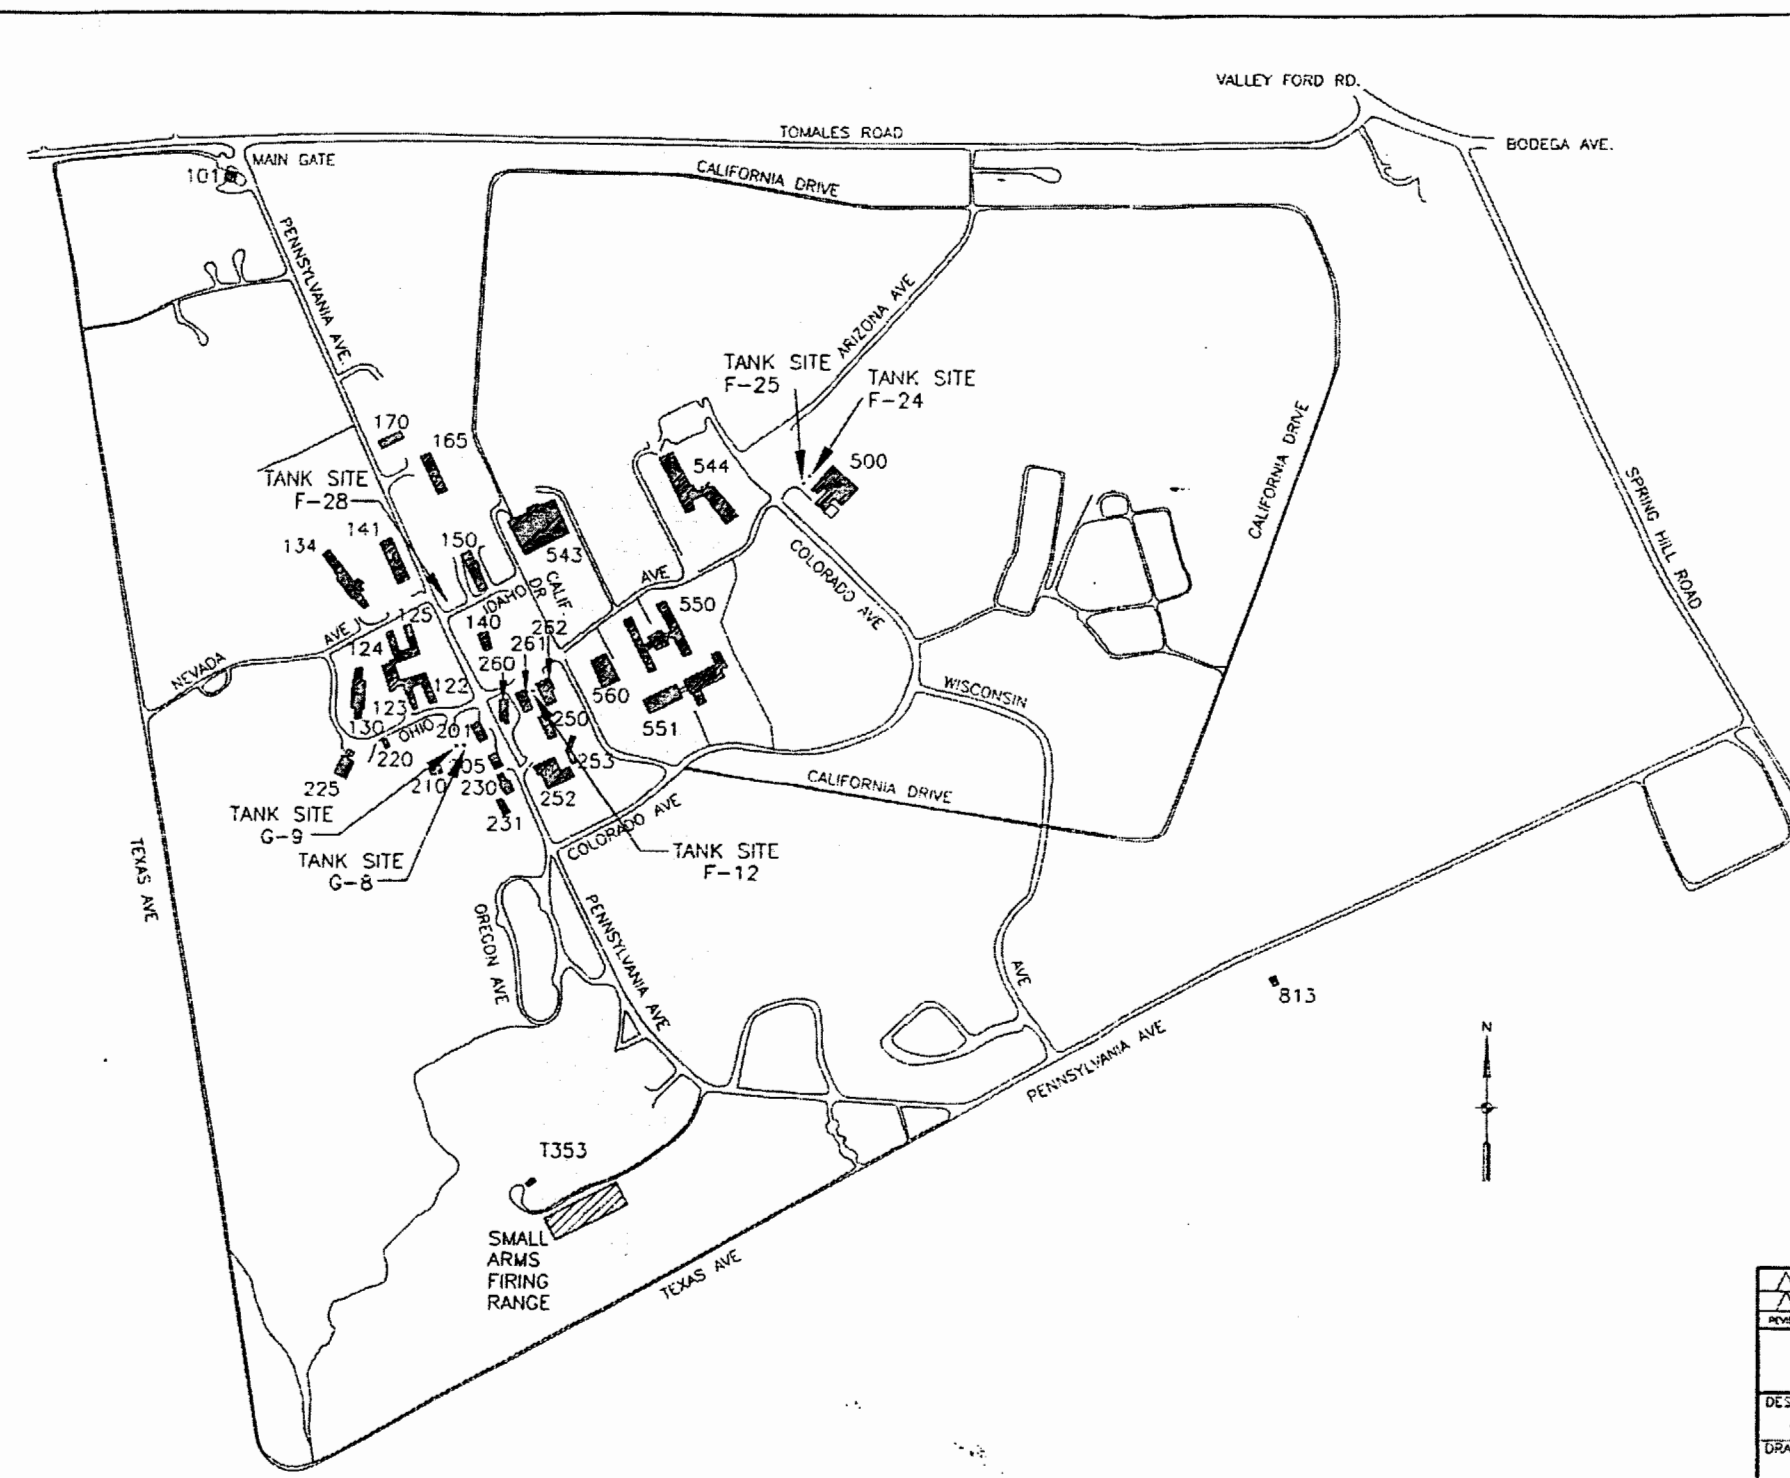 VALLEY FORD RD.
TOMALES ROAD
BODEGA AVE.
MAIN GATE
101
CALIFORNIA DRIVE
PENNSYLVANIA AVE.
ARIZONA AVE
TANK SITE
F-25
TANK SITE
F-24
170
165
544
500
CALIFORNIA DRIVE
SPRING HILL ROAD
TANK SITE
F-28
141
134
150
543
COLORADO AVE
AVE
CALIF.
DR
IDAHO
550
125
140
262
261
NEVADA
AVE
124
260
122
560
WISCONSIN
123
130
OHIO
201
250
551
220
205
253
225
210
230
252
CALIFORNIA DRIVE
231
TANK SITE
G-9
COLORADO AVE
TANK SITE
G-8
TANK SITE
F-12
TEXAS AVE
OREGON AVE
PENNSYLVANIA AVE
AVE
813
N
PENNSYLVANIA AVE
T353
SMALL
ARMS
FIRING
RANGE
TEXAS AVE
DES
DRA